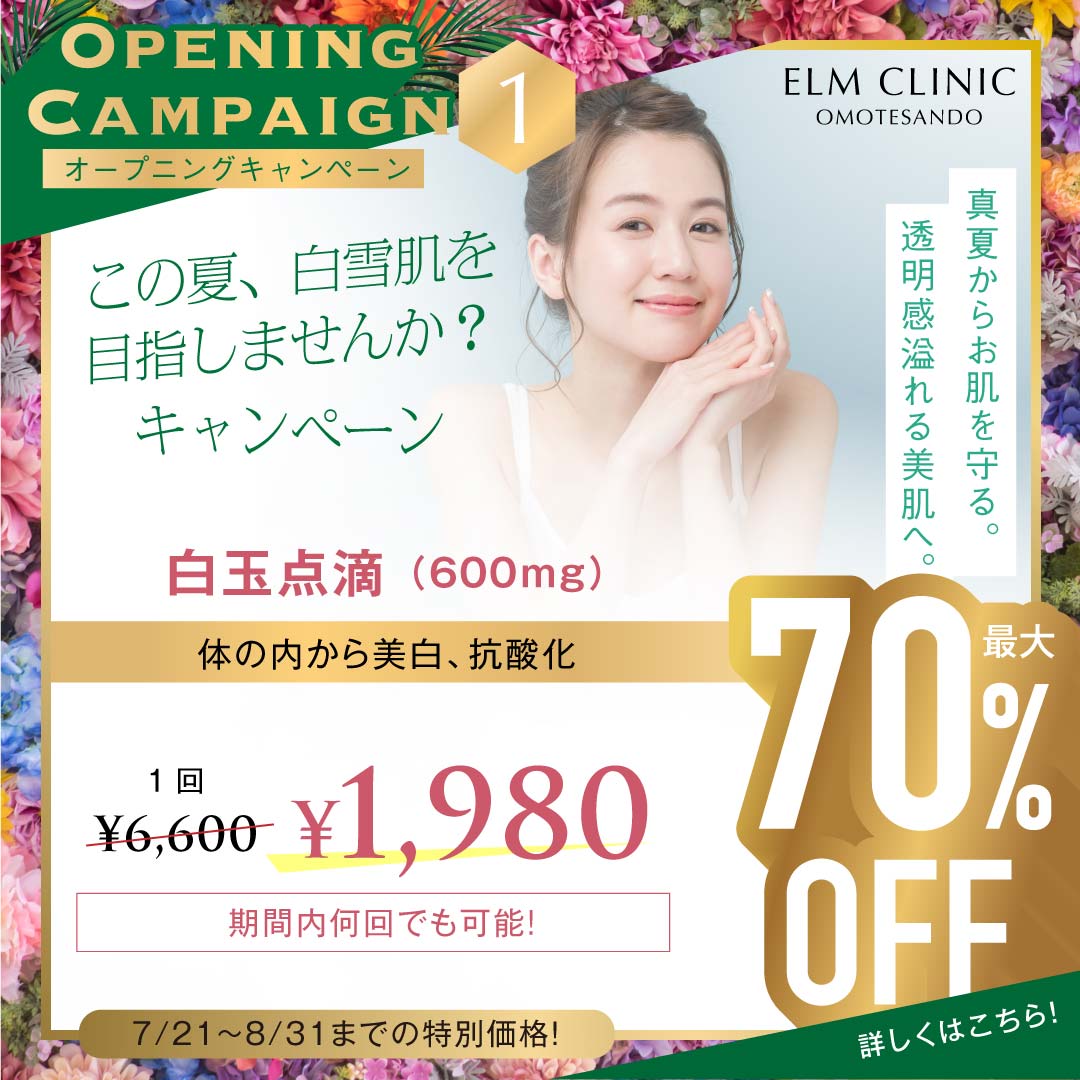 OPENING
CAMPAIGN
1
オープニングキャンペーン
ELM CLINIC
OMOTESANDO
真夏からお肌を守る。
透明感溢れる美肌へ。
この夏、白雪肌を
目指しませんか？
キャンペーン
白玉点滴（600mg）
体の内から美白、抗酸化
最大
70%
OFF
1回
¥6,600 ¥1,980
期間内何回でも可能!
7/21～8/31までの特別価格!
詳しくはこちら!